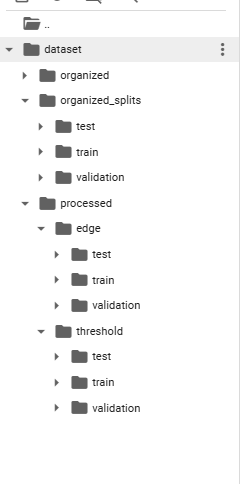 ..
dataset
organized
organized_splits
test
train
validation
processed
edge
test
train
validation
threshold
test
train
validation